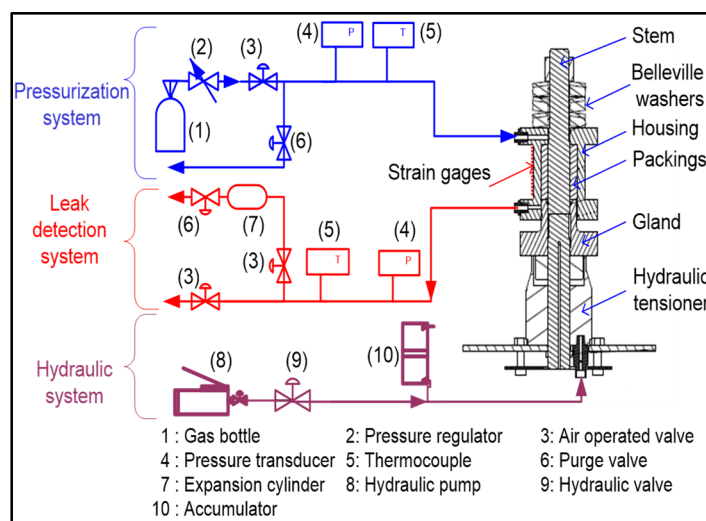 (4)
P
T
(5)
Stem
(2)
(3)
Pressurization
system
Belleville
washers
(1)
(6)
Housing
Strain gages
Packings
Leak
detection
system
(6)
(7)
(5)
(4)
Gland
(3)
T
P
(3)
Hydraulic
tensioner
Hydraulic
system
(8)
(9)
(10)
1 : Gas bottle
2: Pressure regulator
3: Air operated valve
4 : Pressure transducer
5: Thermocouple
6: Purge valve
7 : Expansion cylinder
8: Hydraulic pump
9: Hydraulic valve
10 : Accumulator